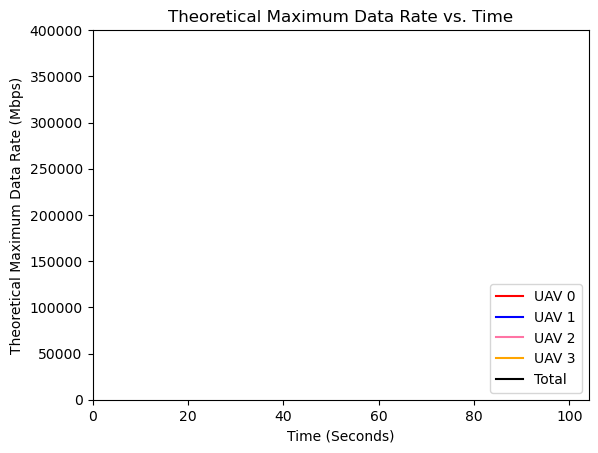 Theoretical Maximum Data Rate vs. Time
Theoretical Maximum Data Rate (Mbps)
400000
350000
300000
250000
200000
150000
100000
50000
0
UAV 0
UAV 1
UAV 2
UAV 3
Total
0 20 40 60 80 100
Time (Seconds)